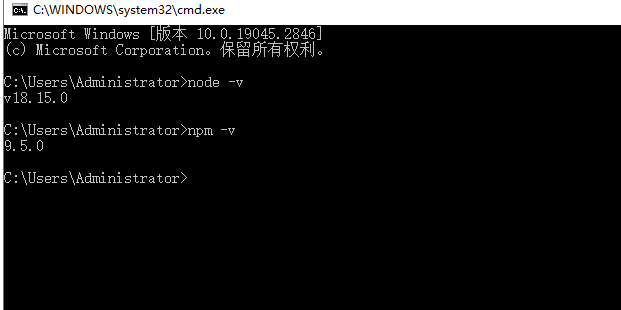 C:\WINDOWS\system32\cmd.exe
Microsoft Windows [版本 10.0.19045.2846]
(c) Microsoft Corporation。保留所有权利。
C:\Users\Administrator>node -v
v18.15.0
C:\Users\Administrator>npm -v
9.5.0
C:\Users\Administrator>